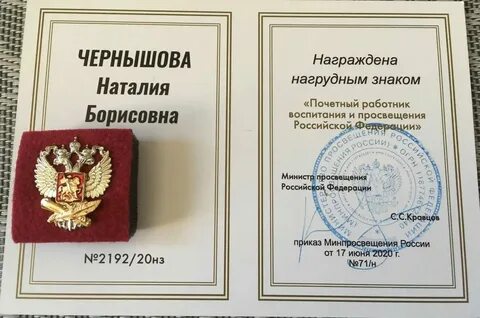 ЧЕРНЫШОВА
Наталия
Борисовна
№2192/20нз
Награждена
нагрудным знаком
«Почетный работник
воспитания и просвещения
Российской Федерации»
Министр просвещения
Российской Федерации
С.С.Кравцов
приказ Минпросвещения России
от 17 июня 2020 г.
№71/н